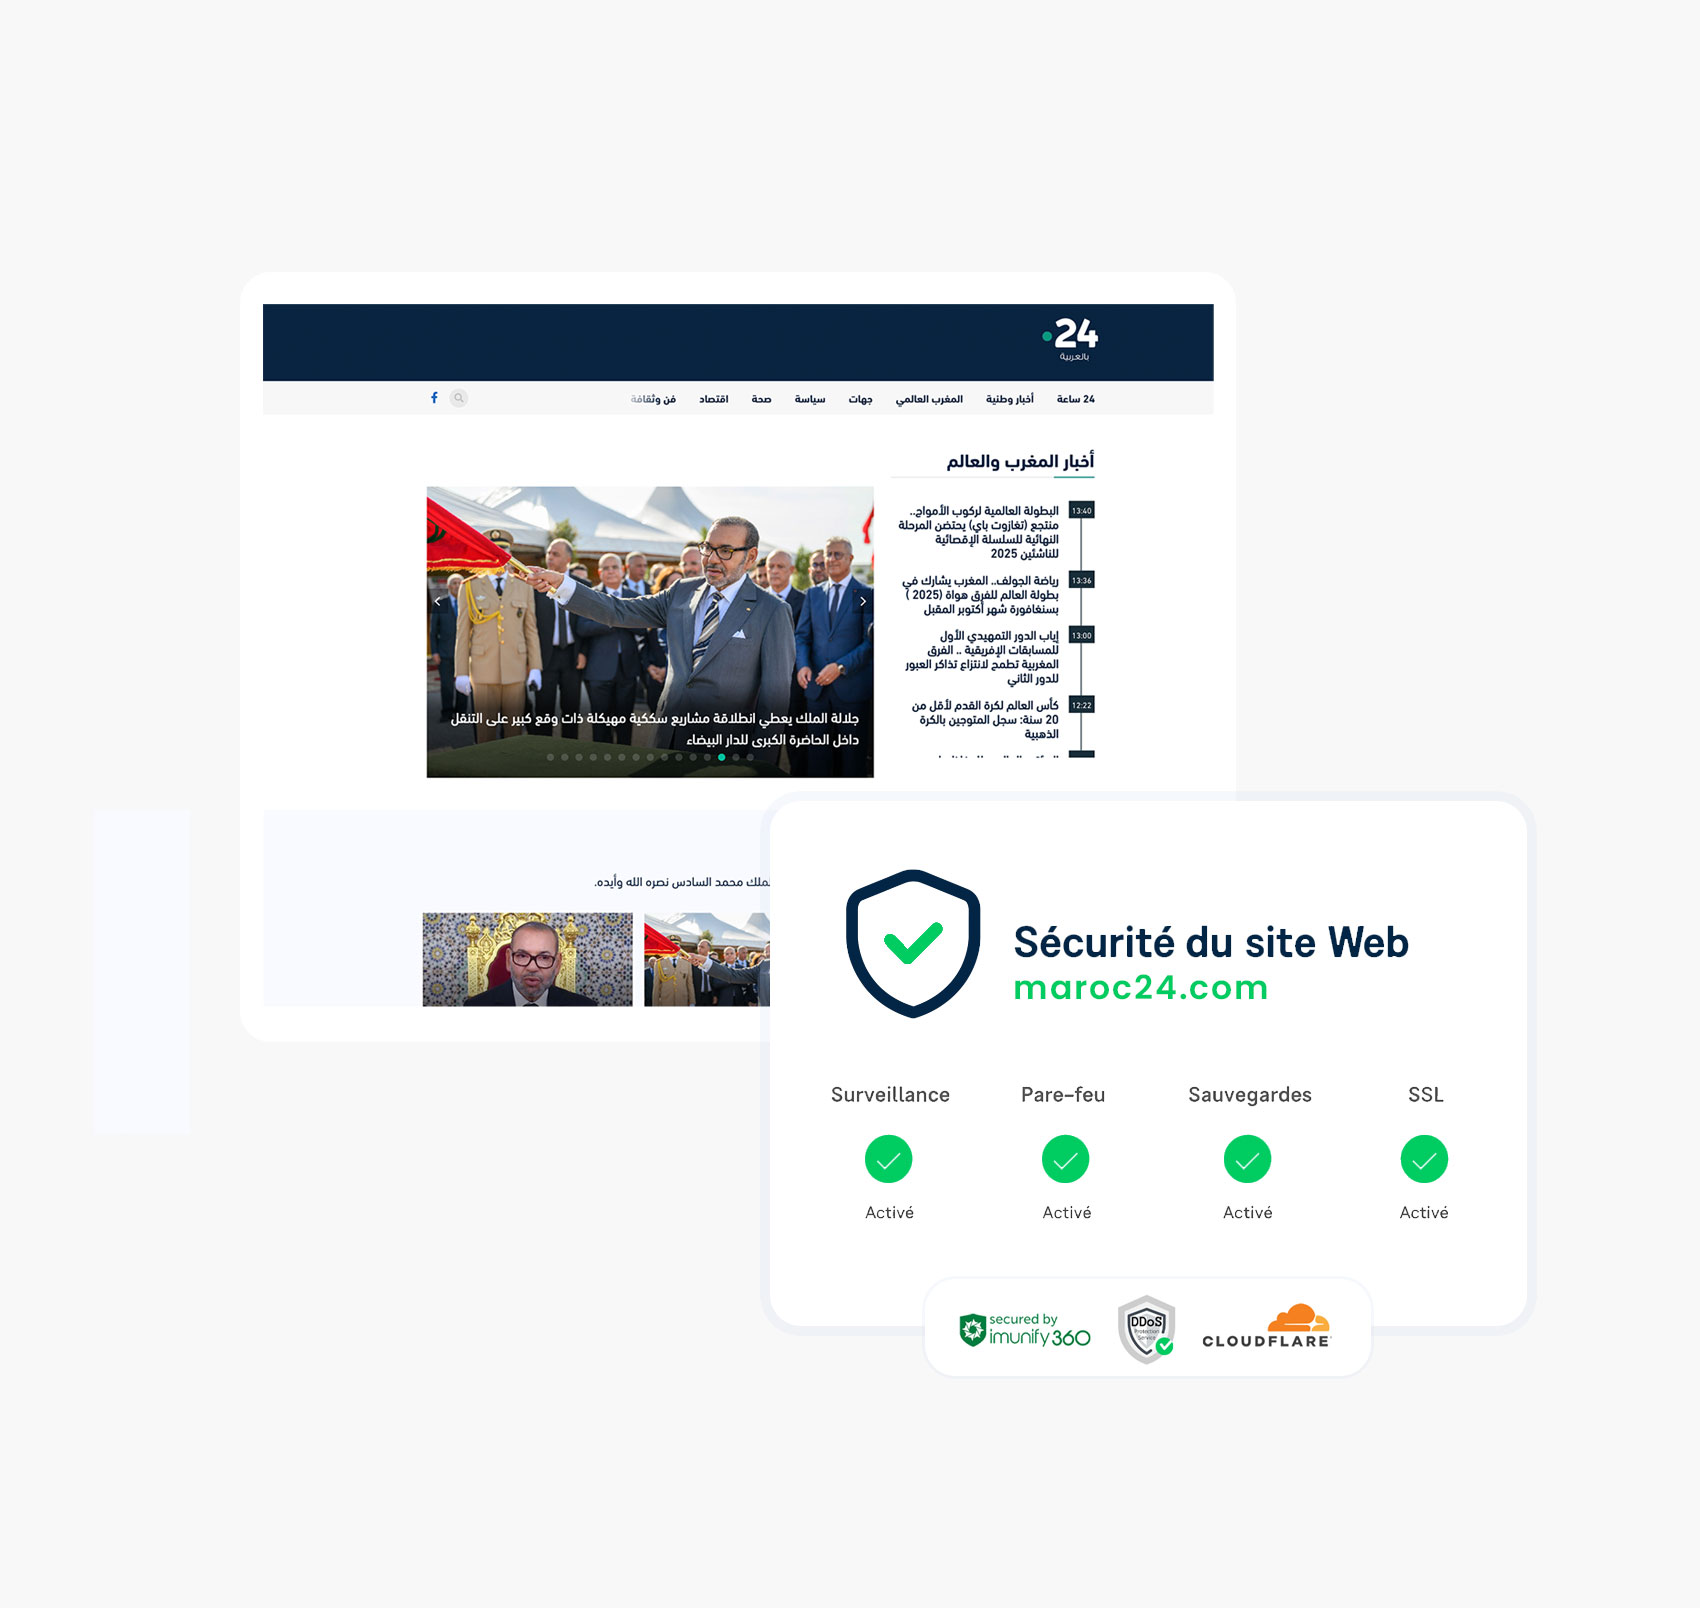 24
بالعربية
24 ساعة
أخبار وطنية
المغرب العالمي
جهات
سياسة
صحة
اقتصاد
فن وثقافة
أخبار المغرب والعالم
13:40
البطولة العالمية لركوب الأمواج..
منتجع (تغازوت باي) يحتضن المرحلة
النهائية للسلسلة الإقصائية
للناشئين 2025
13:36
رياضة الجولف.. المغرب يشارك في
بطولة العالم للفرق هواة (2025 )
بسنغافورة شهر أكتوبر المقبل
13:00
إياب الدور التمهيدي الأول
للمسابقات الإفريقية .. الفرق
المغربية تطمح لانتزاع تذاكر العبور
للدور الثاني
12:22
كأس العالم لكرة القدم لأقل من
20 سنة: سجل المتوجين بالكرة
الذهبية
جلالة الملك يعطي انطلاقة مشاريع سككية مهيكلة ذات وقع كبير على التنقل
داخل الحاضرة الكبرى للدار البيضاء
محمد السادس نصره الله وأيده.
Sécurité du site Web
maroc24.com
Surveillance
Pare-feu
Sauvegardes
SSL
Activé
Activé
Activé
Activé
secured by
imunify360
DDoS
Protection
Service
CLOUDFLARE